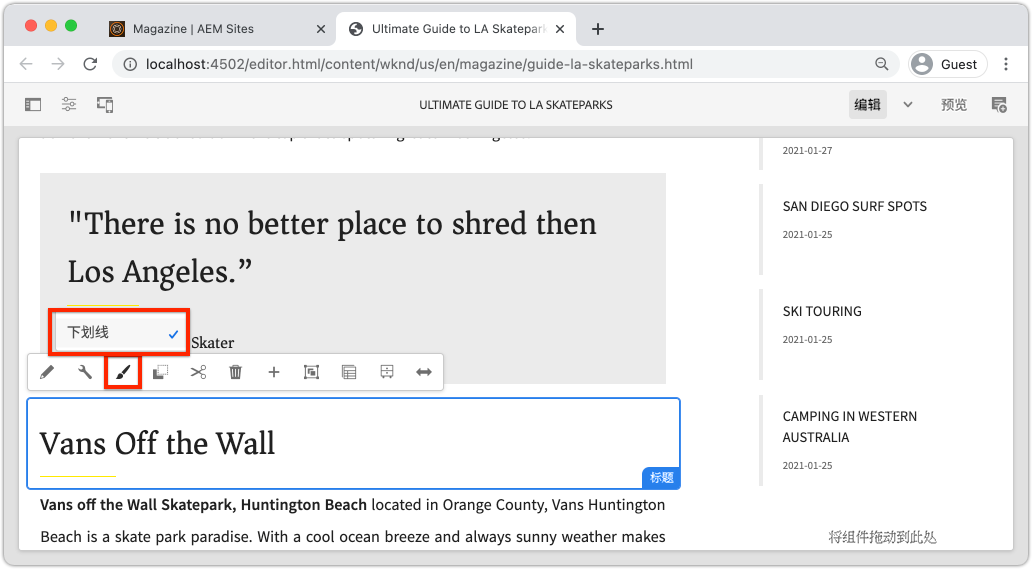 Magazine | AEM Sites
Ultimate Guide to LA Skatepark
localhost:4502/editor.html/content/wknd/us/en/magazine/guide-la-skateparks.html
Guest
ULTIMATE GUIDE TO LA SKATEPARKS
编辑
预览
"There is no better place to shred then
Los Angeles.”
下划线
Skater
Vans Off the Wall
标题
Vans off the Wall Skatepark, Huntington Beach located in Orange County, Vans Huntington
Beach is a skate park paradise. With a cool ocean breeze and always sunny weather makes
2021-01-27
SAN DIEGO SURF SPOTS
2021-01-25
SKI TOURING
2021-01-25
CAMPING IN WESTERN
AUSTRALIA
2021-01-25
将组件拖动到此处